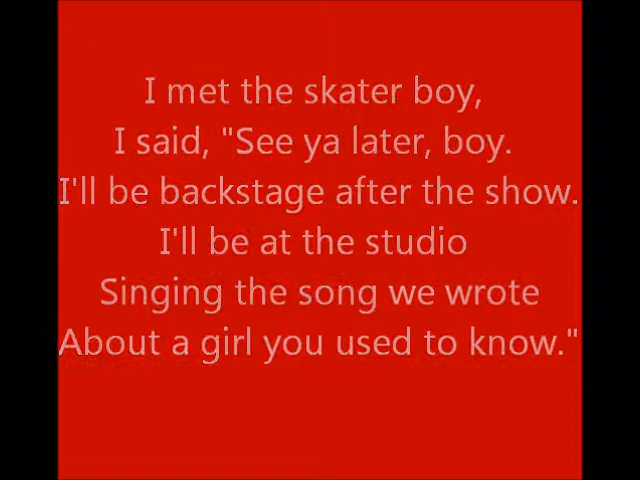 I met the skater boy,
I said, "See ya later, boy.
I'll be backstage after the show.
I'll be at the studio
Singing the song we wrote
About a girl you used to know."